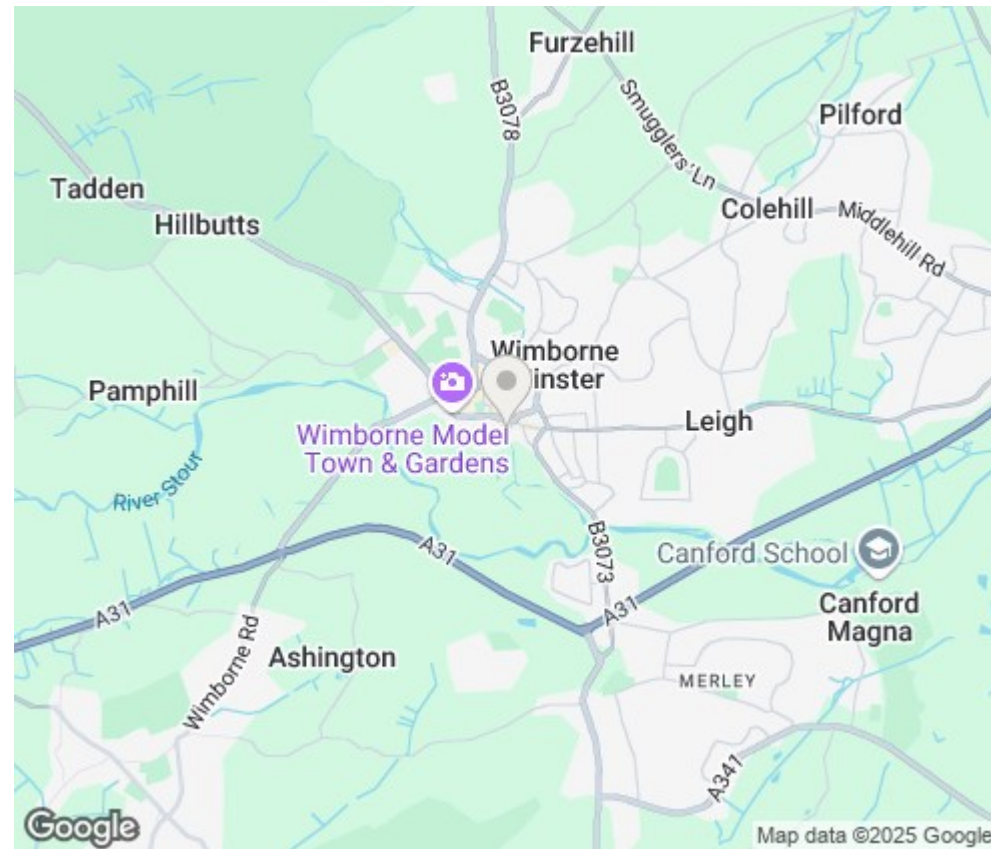 Furzehill
B3078
Smugglers' Ln
Pilford
Tadden
Hillbutts
Colehill
Middlehill Rd
Wimborne
inster
Pamphill
Leigh
Wimborne Model
Town & Gardens
River Stour
B3073
Canford School
A31
A31
A31
Canford
Magna
Wimborne Rd
Ashington
MERLEY
A341
Google
Map data ©2025 Google